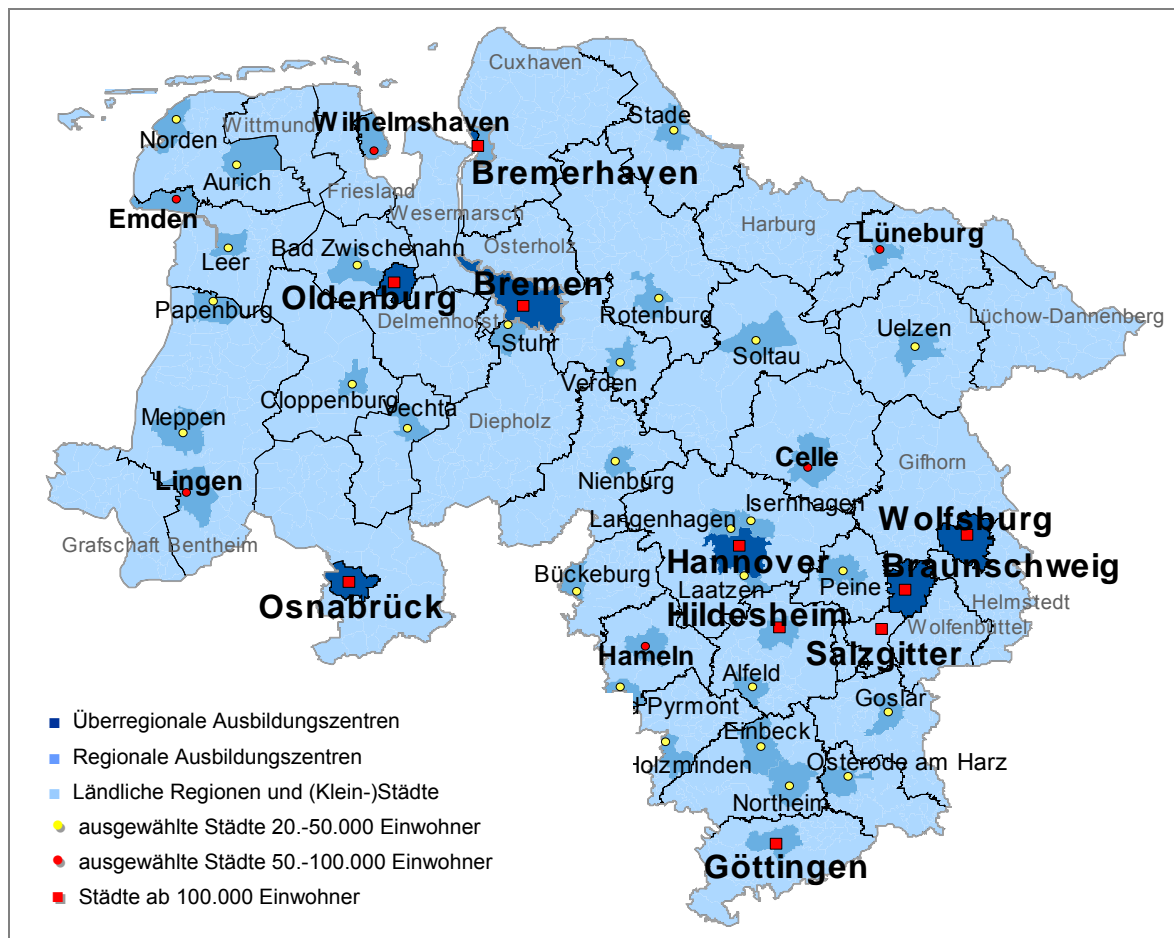 Cuxhaven
Stade
Wilhelmshaven
Wittmund
Norden
Bremerhaven
Aurich
Friesland
Wesermarsch
Emden
Harburg
Lüneburg
Osterholz
Bad Zwischenahn
Leer
Bremen
Oldenburg
Papenburg
Delmenhorst
Rotenburg
Lüchow-Dannenberg
Uelzen
Stuhr
Soltau
Verden
Cloppenburg
Vechta
Meppen
Diepholz
Celle
Gifhorn
Lingen
Nienburg
Isernhagen
Langenhagen
Wolfsburg
Grafschaft Bentheim
Hannover
Braunschweig
Bückeburg
Laatzen
Peine
Osnabrück
Helmstedt
Hildesheim
Wolfenbüttel
Hameln
Salzgitter
Alfeld
Goslar
Pyrmont
Einbeck
Holzminden
Osterode am Harz
Northeim
Göttingen
Überregionale Ausbildungszentren
Regionale Ausbildungszentren
Ländliche Regionen und (Klein-)Städte
ausgewählte Städte 20.-50.000 Einwohner
ausgewählte Städte 50.-100.000 Einwohner
Städte ab 100.000 Einwohner